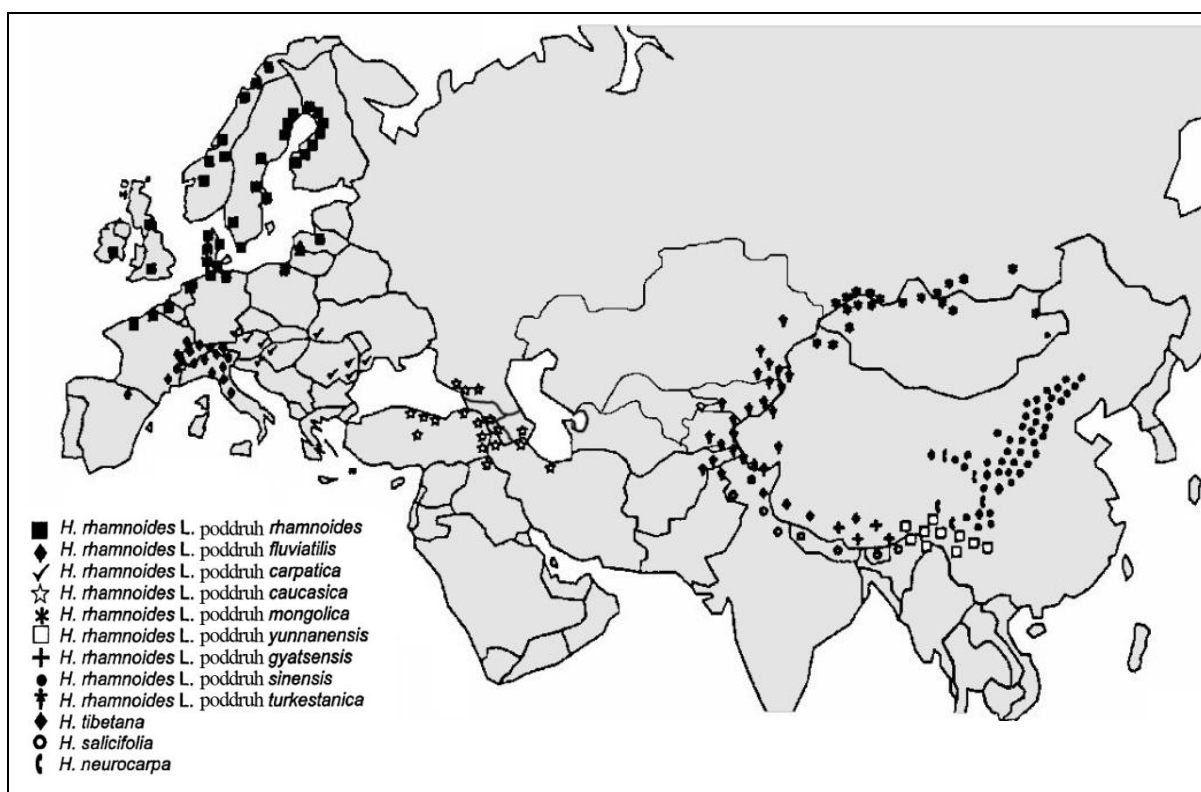 H. rhamnoides L. poddruh rhamnoides
H. rhamnoides L. poddruh fluviatilis
H. rhamnoides L. poddruh carpatica
H. rhamnoides L. poddruh caucasica
H. rhamnoides L. poddruh mongolica
H. rhamnoides L. poddruh yunnanensis
H. rhamnoides L. poddruh gyatsensis
H. rhamnoides L. poddruh sinensis
H. rhamnoides L. poddruh turkestanica
H. tibetana
H. salicifolia
H. neurocarpa